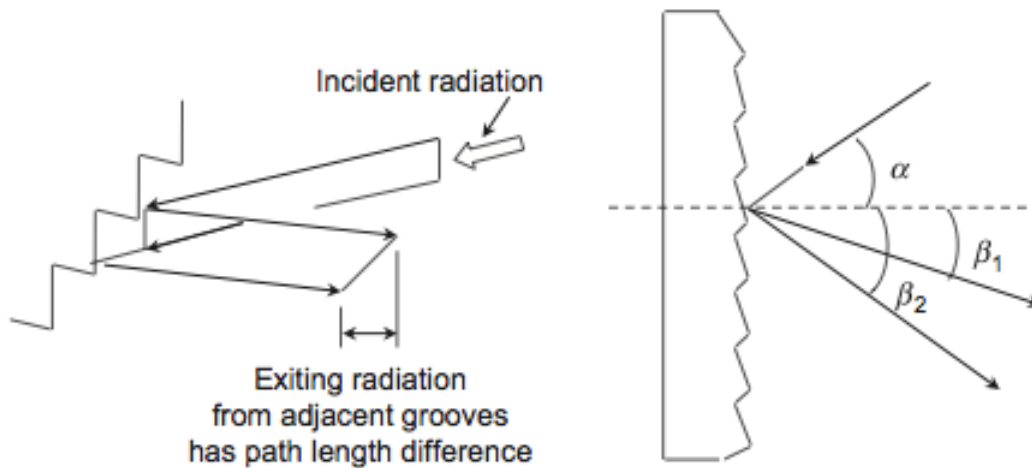 Incident radiation
Exiting radiation
from adjacent grooves
has path length difference
α
β1
β2